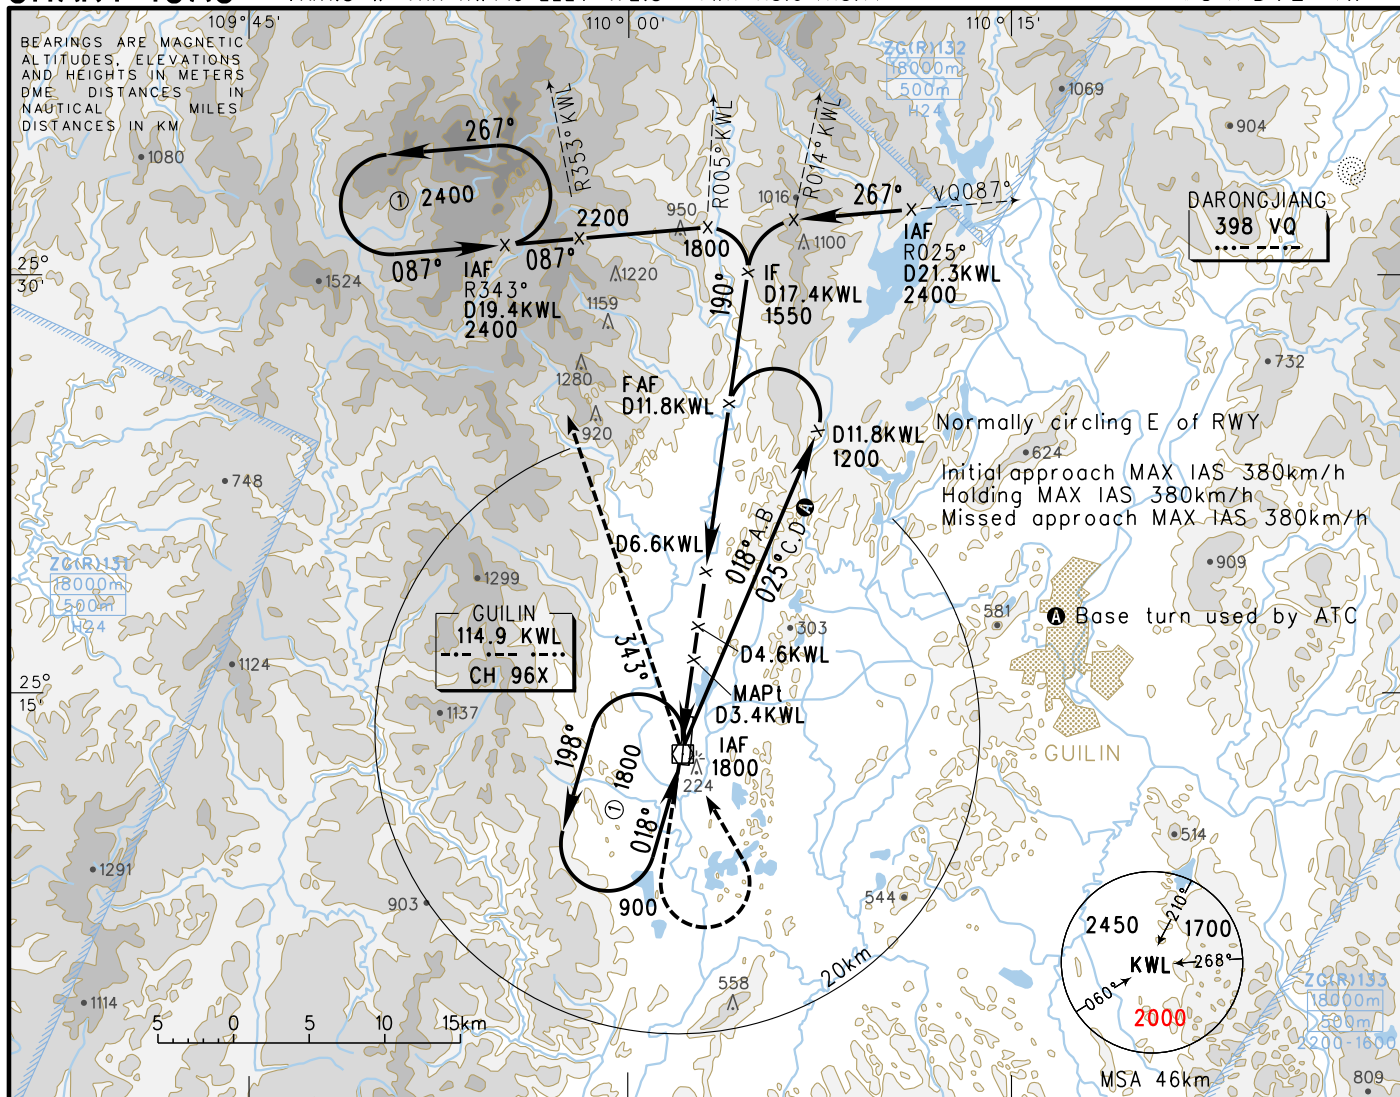 109°45'
110°00'
110°15'
BEARINGS ARE MAGNETIC
ALTITUDES, ELEVATIONS
AND HEIGHTS IN METERS
DME DISTANCES IN
NAUTICAL MILES
DISTANCES IN KM
ZG(R)132
18000m
500m
H24
1069
904
1080
267°
R353°KWL
R005°KWL
R014°KWL
① 2400
2200
950
1016
267°
VQ087°
DARONGJIANG
398 VQ
1800
1100
IAF
R025°
D21.3KWL
2400
087°
087°
IAF
R343°
D19.4KWL
2400
25°
30'
1524
1220
1159
190°
IF
D17.4KWL
1550
732
1280
800
920
400
FAF
D11.8KWL
D11.8KWL
1200
Normally circling E of RWY
624
Initial approach MAX IAS 380km/h
Holding MAX IAS 380km/h
Missed approach MAX IAS 380km/h
748
D6.6KWL
018°A.B
025°C.D A
ZG(R)131
18000m
500m
H24
1299
909
GUILIN
114.9 KWL
CH 96X
581
A Base turn used by ATC
303
343°
D4.6KWL
1124
25°
15'
MAPt
D3.4KWL
1137
198°
IAF
1800
224
① 1800
018°
GUILIN
514
1291
903
900
544
210°
2450
1700
KWL
268°
060°
2000
MSA 46km
20km
558
ZG(R)133
18000m
500m
2200-1600
1114
5 0 5 10 15km
809